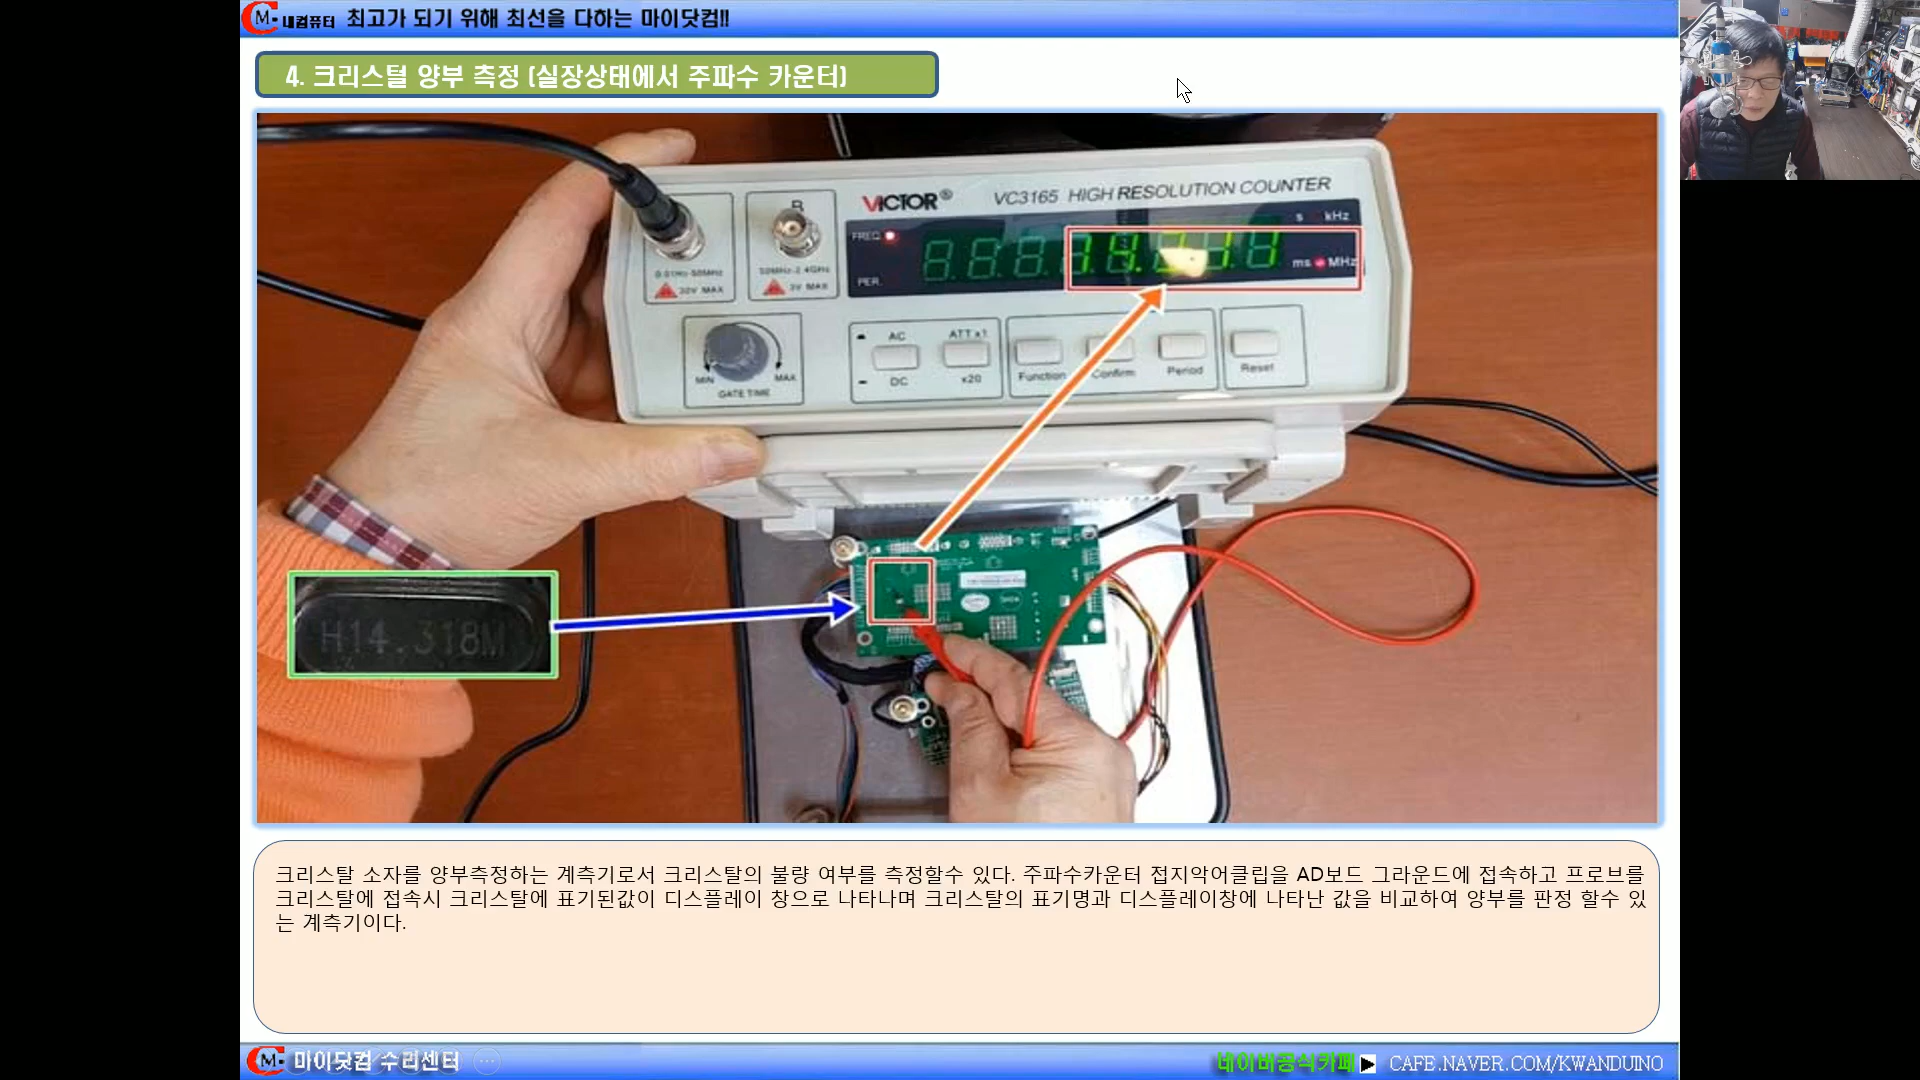 M. 내컴퓨터 최고가 되기 위해 최선을 다하는 마이닷컴!!
4. 크리스털 양부 측정 (실장상태에서 주파수 카운터)
VICTOR® VC3165 HIGH RESOLUTION COUNTER
B
s kHz
FREQ
PER.
ms MHz
0.01Hz-50MHz
30V MAX
50MHz-2.4GHz
3V MAX
AC ATT x1
DC x20
Function Confirm Period Reset
MIN MAX
GATE TIME
H14.318M
크리스탈 소자를 양부측정하는 계측기로서 크리스탈의 불량 여부를 측정할수 있다. 주파수카운터 접지악어클립을 AD보드 그라운드에 접속하고 프로브를
크리스탈에 접속시 크리스탈에 표기된값이 디스플레이 창으로 나타나며 크리스탈의 표기명과 디스플레이창에 나타난 값을 비교하여 양부를 판정 할수 있
는 계측기이다.
M. 마이닷컴 수리센터
네이버공식카페 ▶ CAFE.NAVER.COM/KWANDUINO